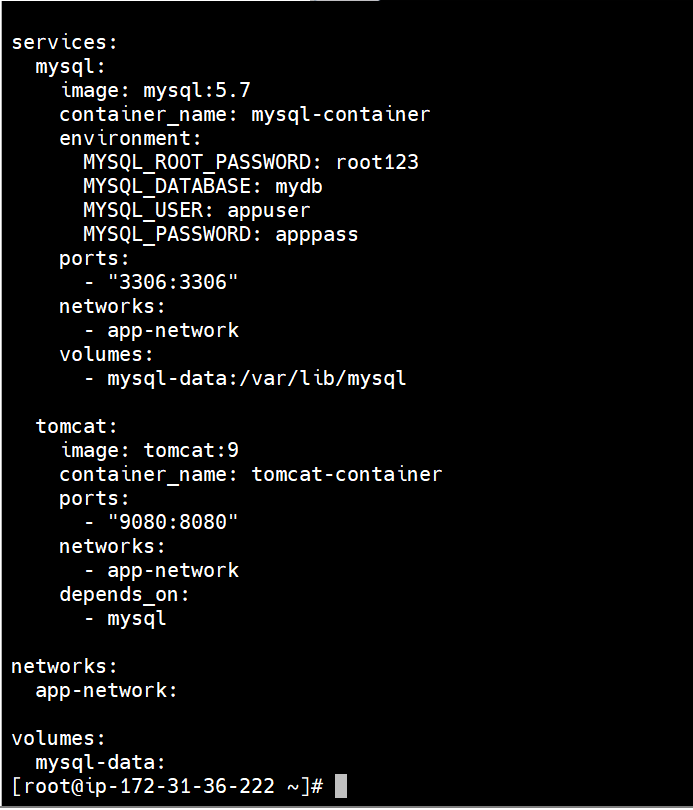 services:
  mysql:
    image: mysql:5.7
    container_name: mysql-container
    environment:
      MYSQL_ROOT_PASSWORD: root123
      MYSQL_DATABASE: mydb
      MYSQL_USER: appuser
      MYSQL_PASSWORD: apppass
    ports:
      - "3306:3306"
    networks:
      - app-network
    volumes:
      - mysql-data:/var/lib/mysql

  tomcat:
    image: tomcat:9
    container_name: tomcat-container
    ports:
      - "9080:8080"
    networks:
      - app-network
    depends_on:
      - mysql

networks:
  app-network:

volumes:
  mysql-data:
[root@ip-172-31-36-222 ~]#